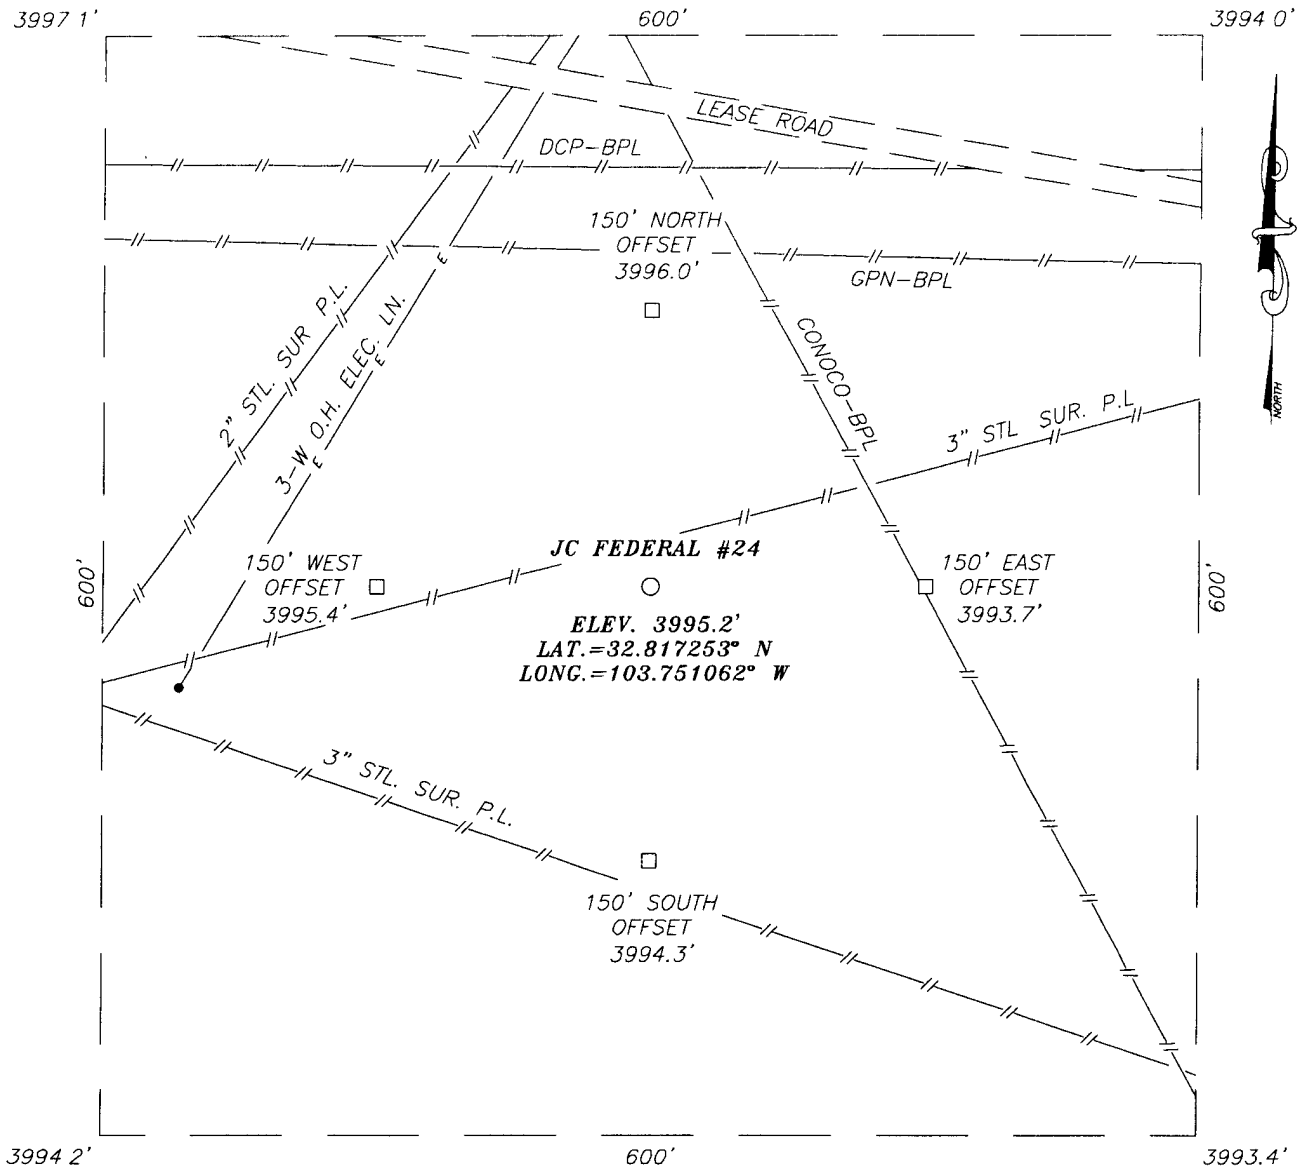 3997 1' 600' 3994 0'
LEASE ROAD
DCP-BPL
150' NORTH
OFFSET
3996.0'
GPN-BPL
2" STL. SUR P.L.
3-W O.H. ELEC. LN.
E
E
E
CONOCO-BPL
NORTH
3" STL SUR. P.L
JC FEDERAL #24
150' WEST
OFFSET
3995.4'
150' EAST
OFFSET
3993.7'
600'
600'
ELEV. 3995.2'
LAT.=32.817253° N
LONG.=103.751062° W
3" STL. SUR. P.L.
150' SOUTH
OFFSET
3994.3'
3994 2' 600' 3993.4'